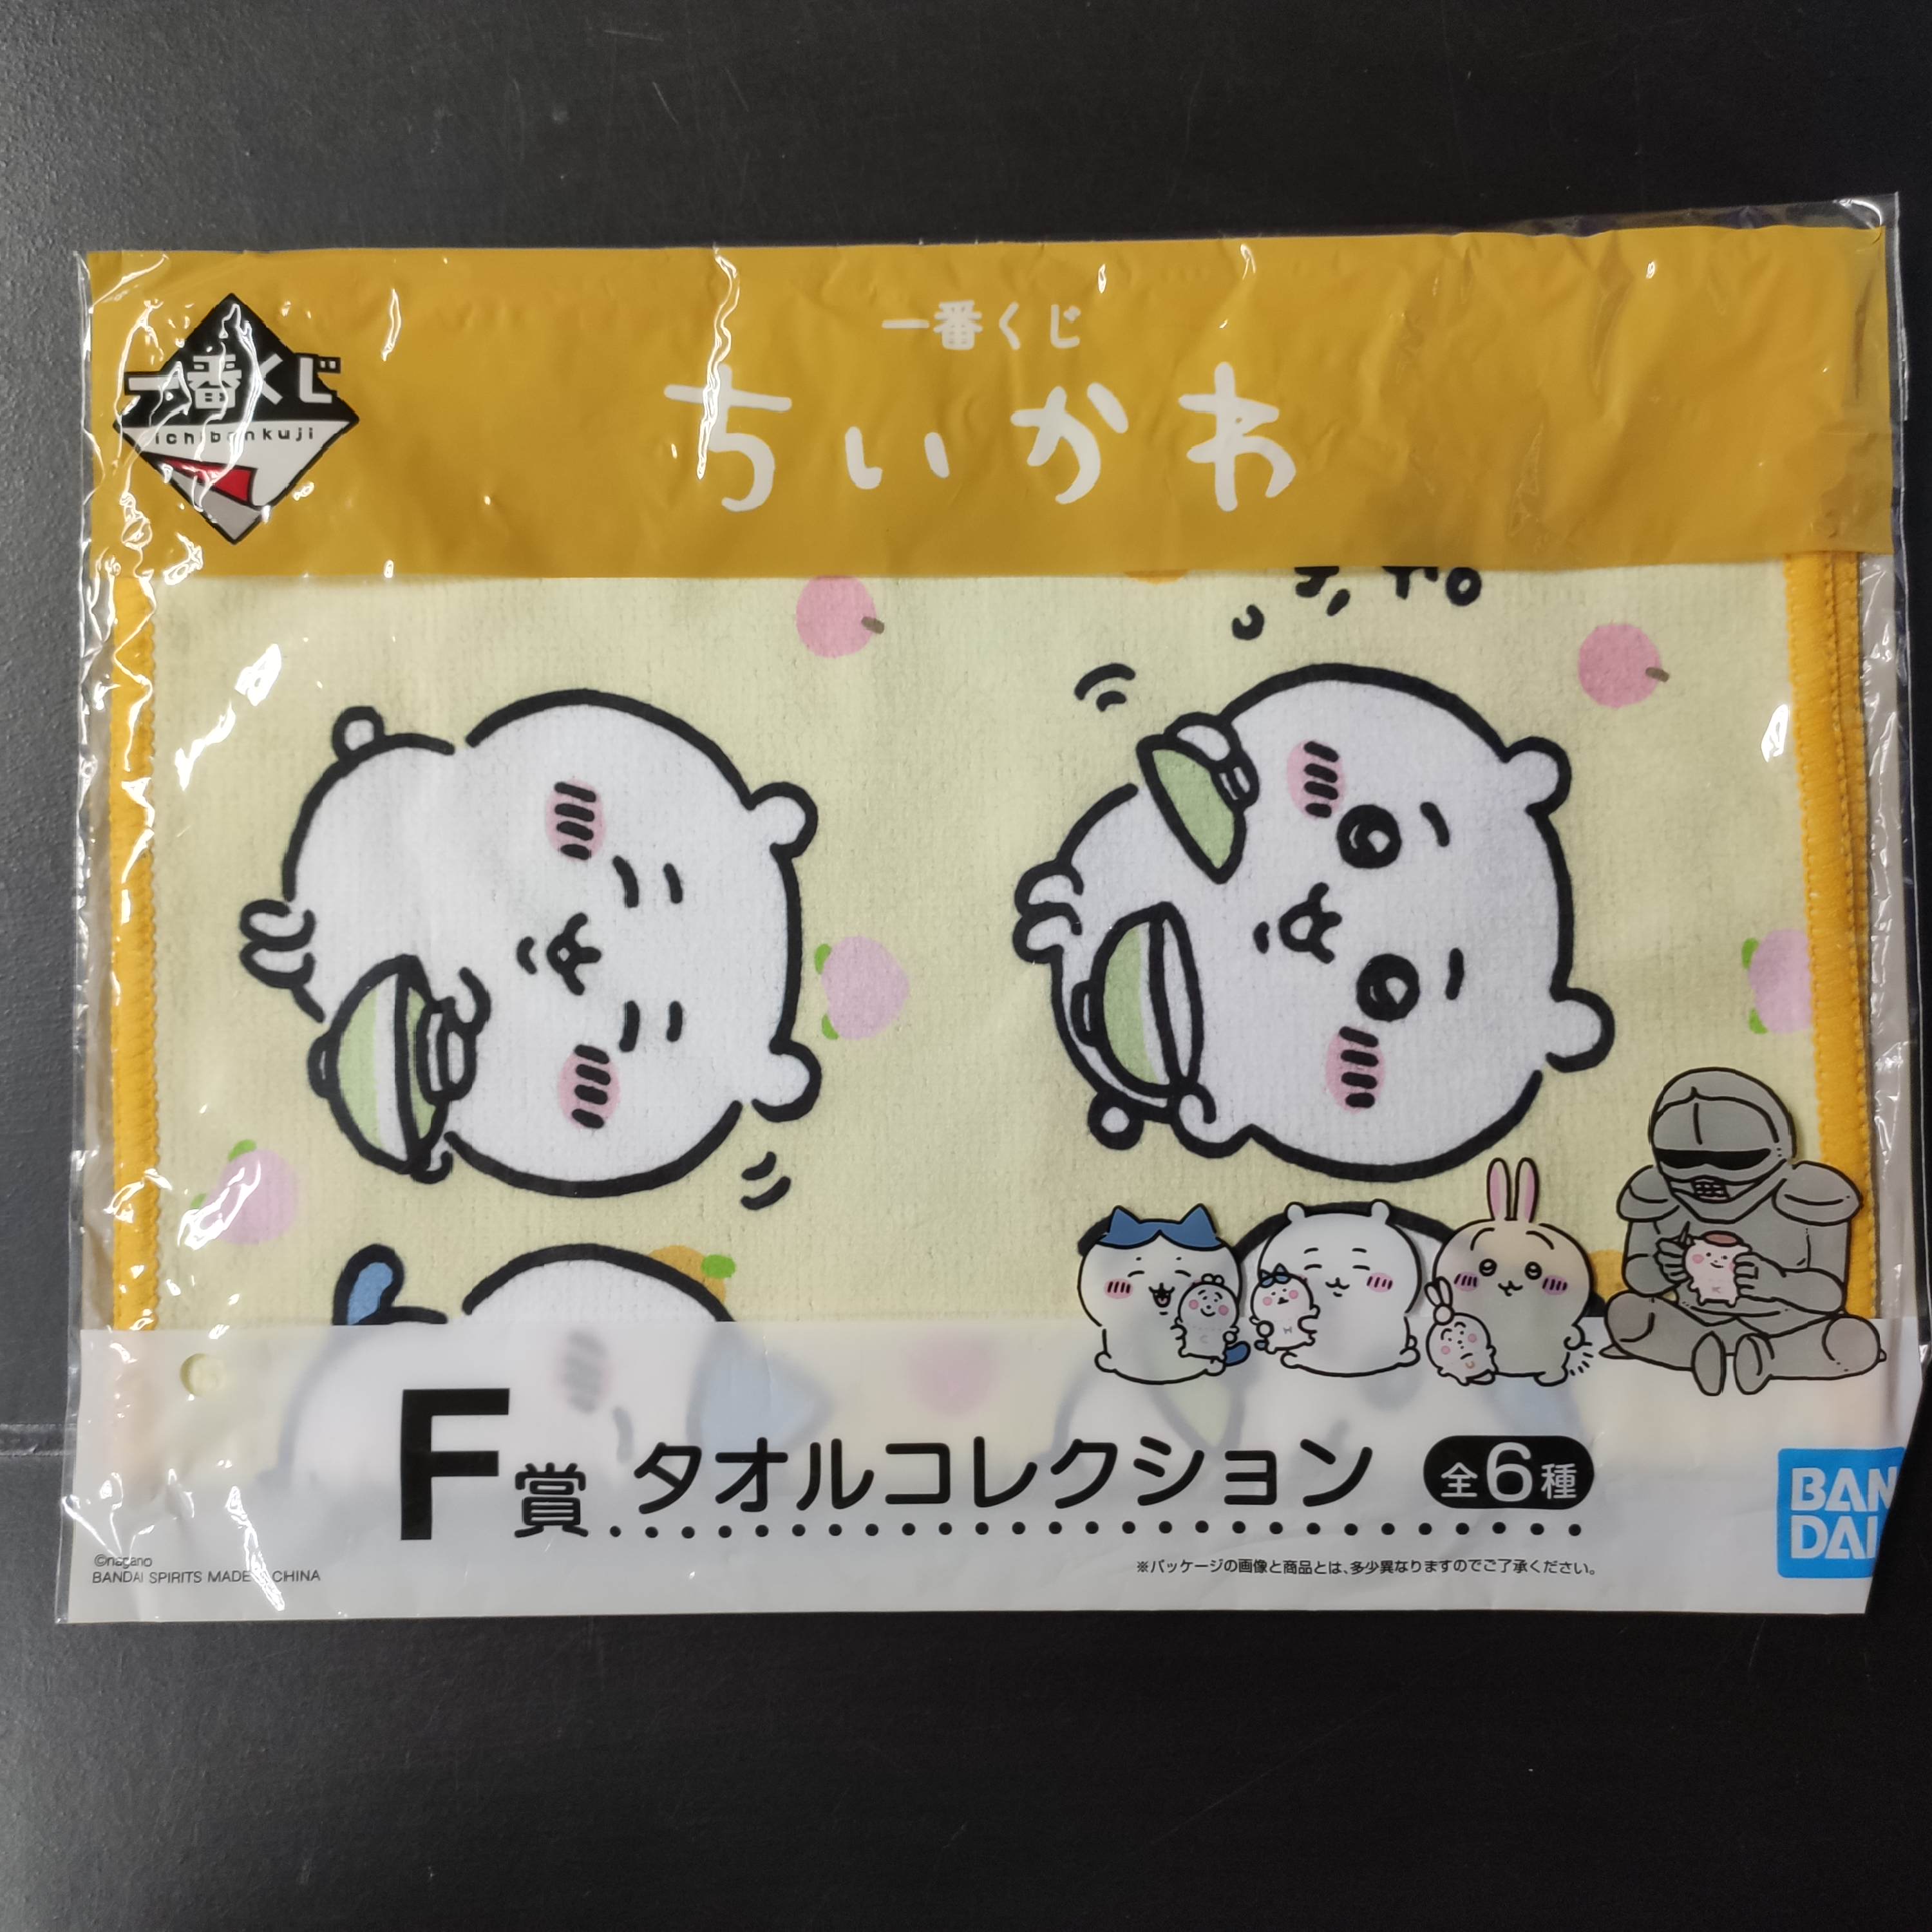 一番くじ
一番くじ
ichibankuji
ちいかわ
F賞 タオルコレクション 全6種
©nagano
BANDAI SPIRITS MADE CHINA
※パッケージの画像と商品とは、多少異なりますのでご了承ください。
BAN
DAI